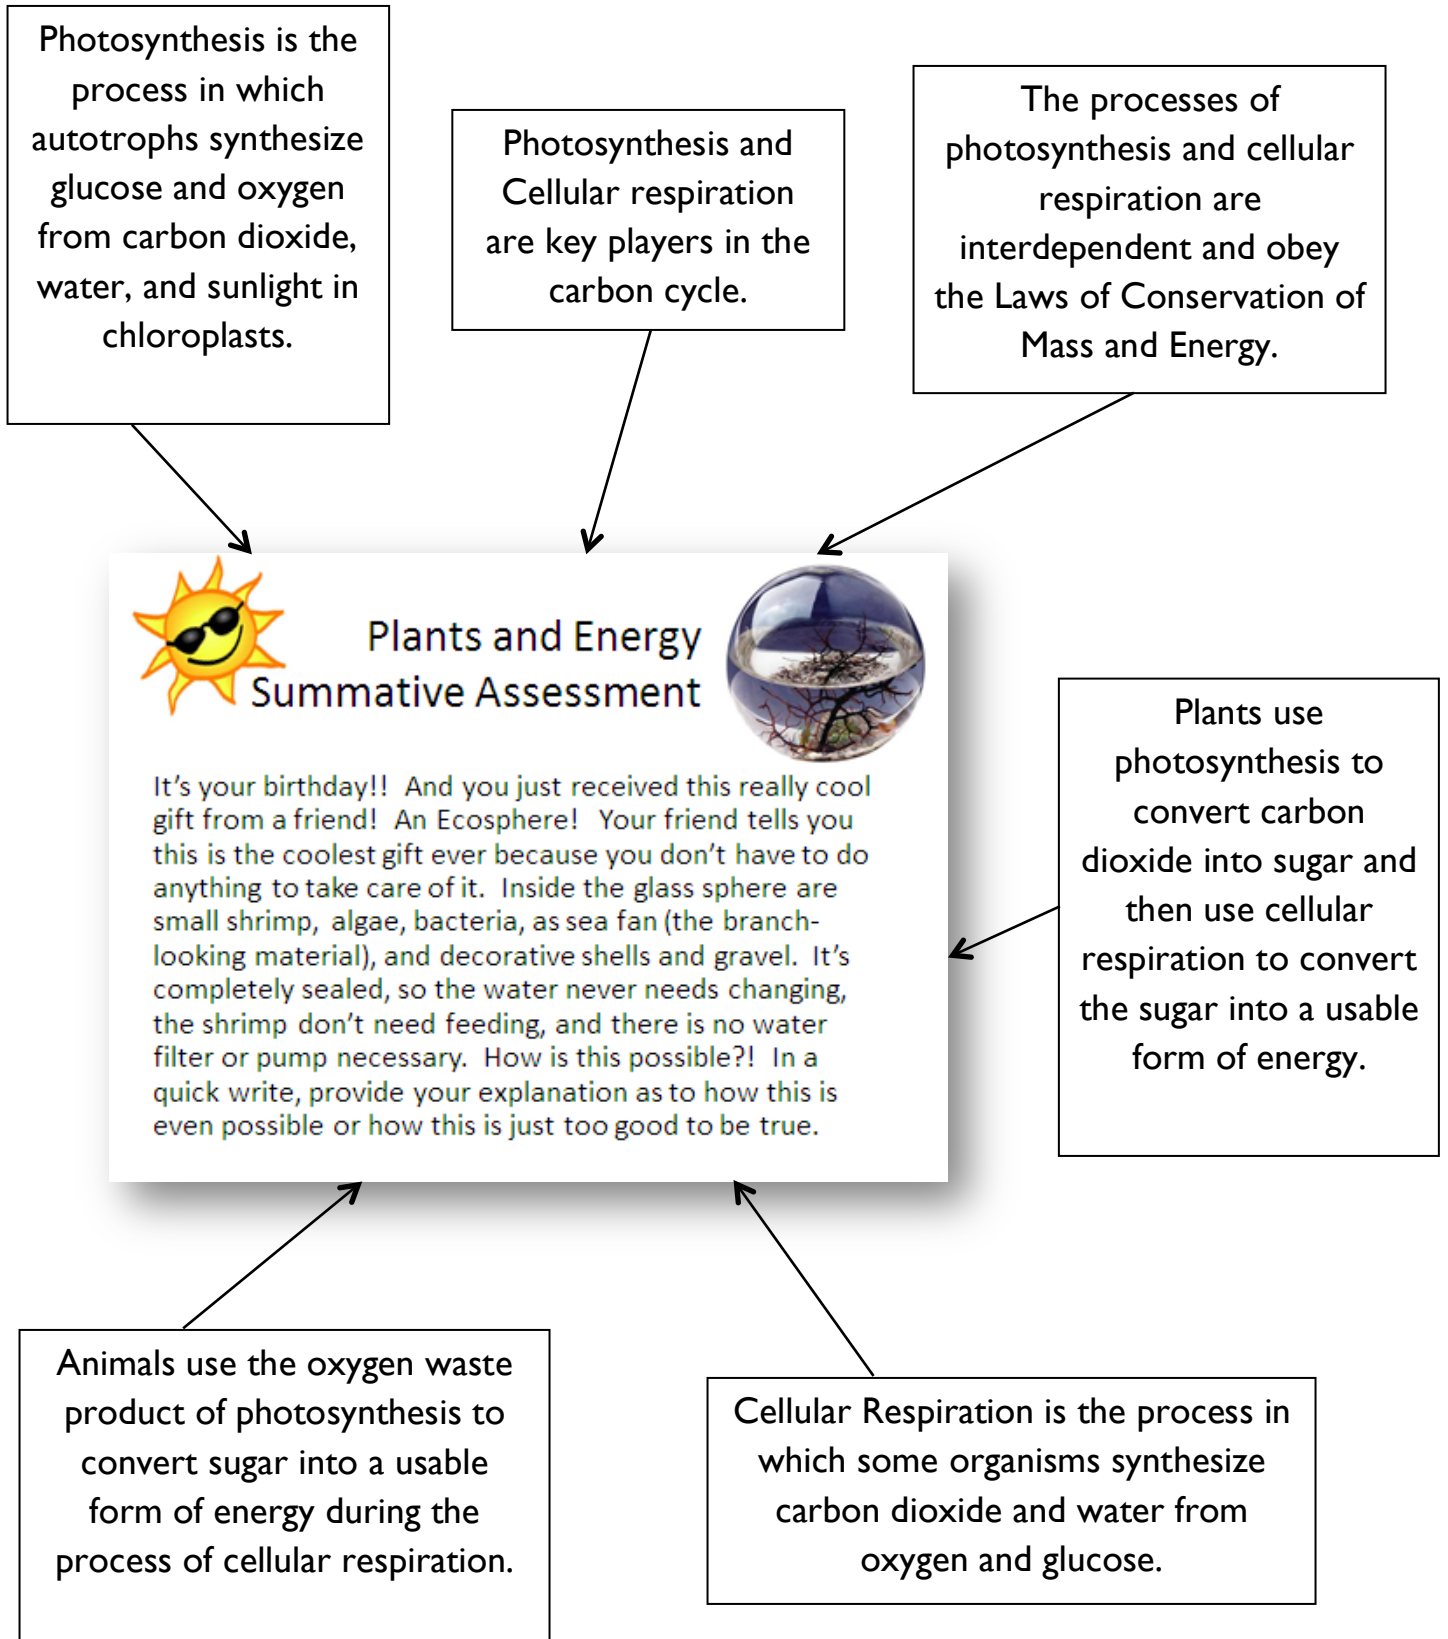 Photosynthesis is the
process in which
autotrophs synthesize
glucose and oxygen
from carbon dioxide,
water, and sunlight in
chloroplasts.
Photosynthesis and
Cellular respiration
are key players in the
carbon cycle.
The processes of
photosynthesis and cellular
respiration are
interdependent and obey
the Laws of Conservation of
Mass and Energy.
Plants and Energy
Summative Assessment
It's your birthday!! And you just received this really cool
gift from a friend! An Ecosphere! Your friend tells you
this is the coolest gift ever because you don't have to do
anything to take care of it. Inside the glass sphere are
small shrimp, algae, bacteria, as sea fan (the branch-
looking material), and decorative shells and gravel. It's
completely sealed, so the water never needs changing,
the shrimp don't need feeding, and there is no water
filter or pump necessary. How is this possible?! In a
quick write, provide your explanation as to how this is
even possible or how this is just too good to be true.
Plants use
photosynthesis to
convert carbon
dioxide into sugar and
then use cellular
respiration to convert
the sugar into a usable
form of energy.
Animals use the oxygen waste
product of photosynthesis to
convert sugar into a usable
form of energy during the
process of cellular respiration.
Cellular Respiration is the process in
which some organisms synthesize
carbon dioxide and water from
oxygen and glucose.